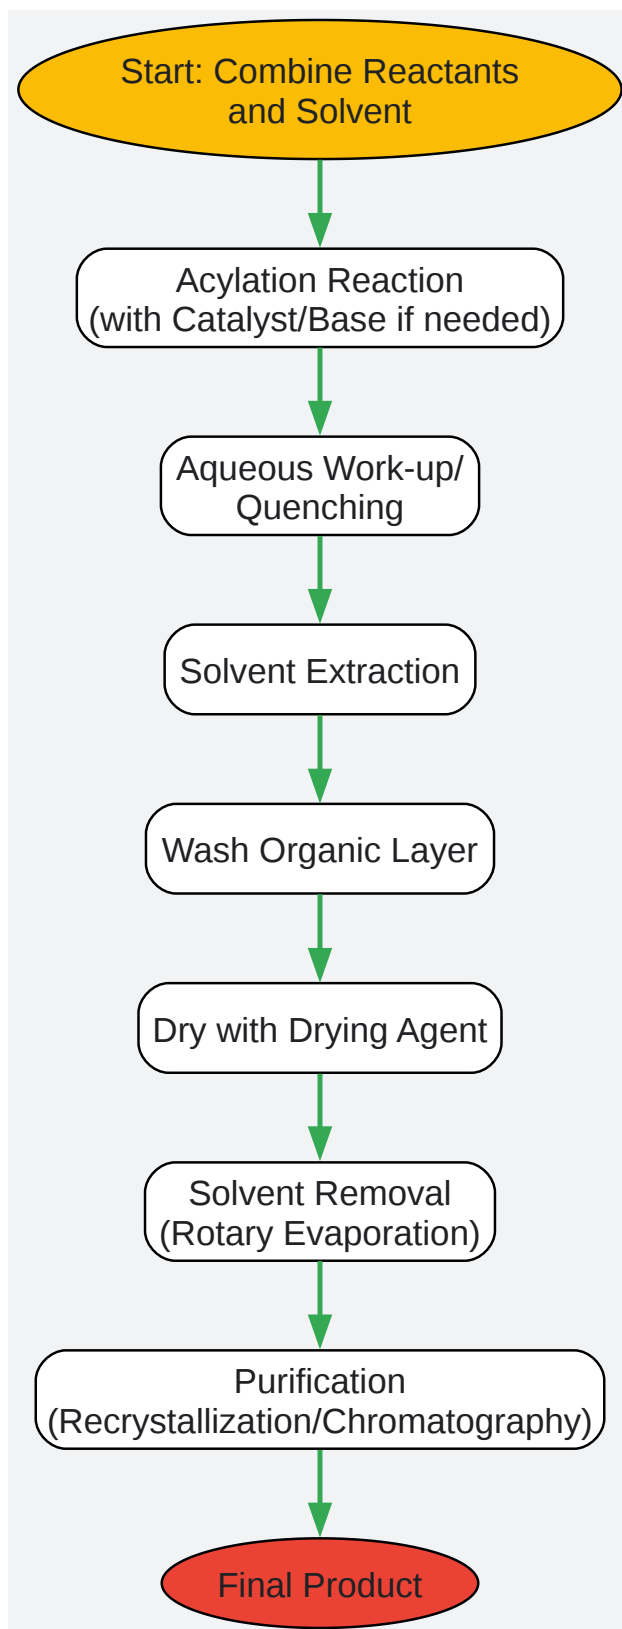 Start: Combine Reactants
and Solvent
Acylation Reaction
(with Catalyst/Base if needed)
Aqueous Work-up/
Quenching
Solvent Extraction
Wash Organic Layer
Dry with Drying Agent
Solvent Removal
(Rotary Evaporation)
Purification
(Recrystallization/Chromatography)
Final Product